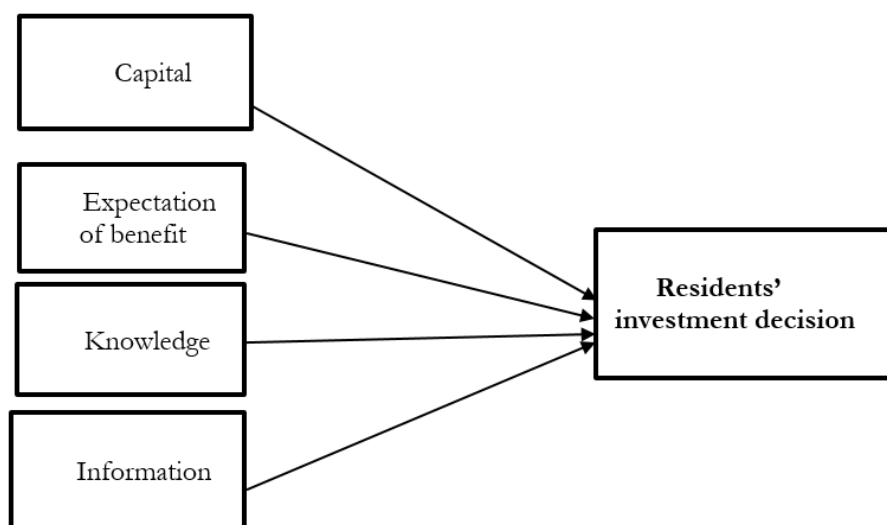 Capital
Expectation
of benefit
Knowledge
Information
Residents’
investment decision